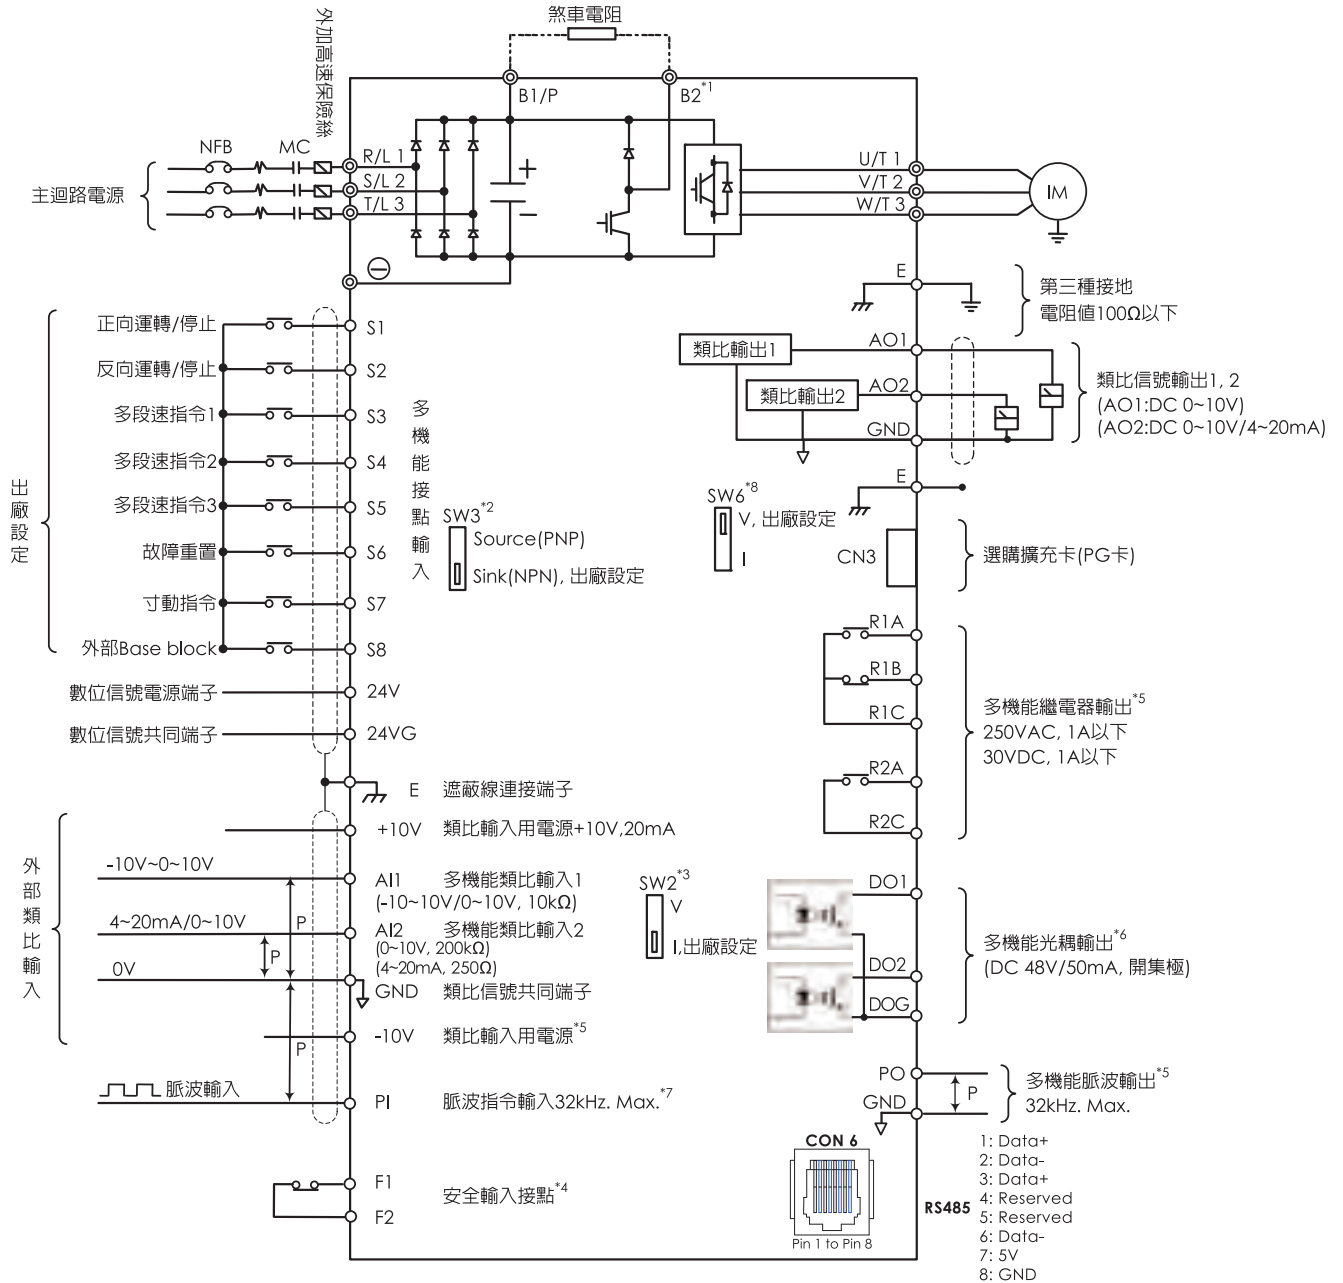 煞車電阻
外加高速保險絲
B1/P
B2*1
NFB
MC
R/L 1
S/L 2
T/L 3
主迴路電源
U/T 1
V/T 2
W/T 3
IM
E
第三種接地
電阻值100Ω以下
出廠設定
正向運轉/停止
S1
反向運轉/停止
S2
多段速指令1
S3
多段速指令2
S4
多段速指令3
S5
故障重置
S6
寸動指令
S7
外部Base block
S8
數位信號電源端子
24V
數位信號共同端子
24VG
多機能接點輸入
SW3*2
Source(PNP)
Sink(NPN), 出廠設定
類比輸出1
AO1
類比輸出2
AO2
GND
類比信號輸出1, 2
(AO1:DC 0~10V)
(AO2:DC 0~10V/4~20mA)
E
SW6*8
V, 出廠設定
I
CN3
選購擴充卡(PG卡)
R1A
R1B
R1C
R2A
R2C
多機能繼電器輸出*5
250VAC, 1A以下
30VDC, 1A以下
E
遮蔽線連接端子
外部類比輸入
+10V
類比輸入用電源+10V,20mA
-10V~0~10V
AI1
多機能類比輸入1
(-10~10V/0~10V, 10kΩ)
4~20mA/0~10V
P
AI2
多機能類比輸入2
(0~10V, 200kΩ)
(4~20mA, 250Ω)
P
0V
GND
類比信號共同端子
-10V
類比輸入用電源*5
P
脈波輸入
PI
脈波指令輸入32kHz. Max.*7
SW2*3
V
I,出廠設定
DO1
DO2
DOG
多機能光耦輸出*6
(DC 48V/50mA, 開集極)
PO
P
GND
多機能脈波輸出*5
32kHz. Max.
F1
F2
安全輸入接點*4
CON 6
Pin 1 to Pin 8
RS485
1: Data+
2: Data-
3: Data+
4: Reserved
5: Reserved
6: Data-
7: 5V
8: GND